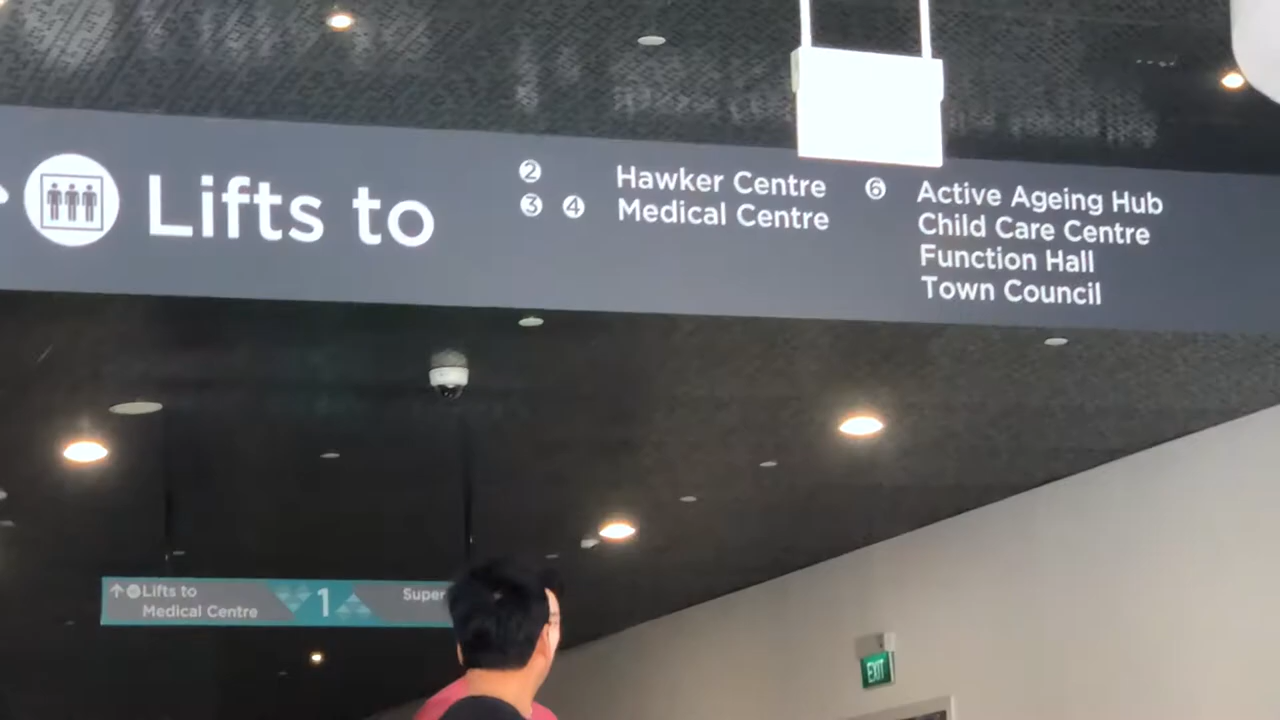 Lifts to
2 Hawker Centre
3 4 Medical Centre
6 Active Ageing Hub
Child Care Centre
Function Hall
Town Council
↑ Lifts to
Medical Centre
1
EXIT